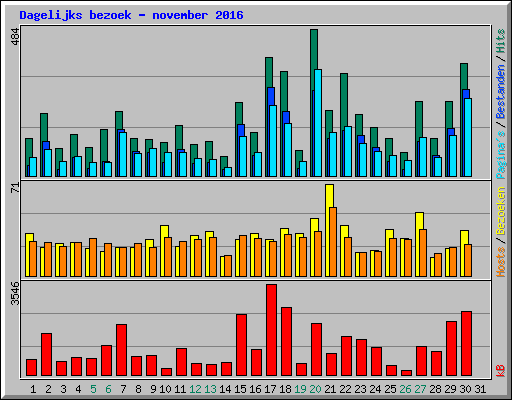 Dagelijks bezoek - november 2016
484
71
3546
Pagina's / Bestanden / Hits
Hosts / Bezoeken
kB
1 2 3 4 5 6 7 8 9 10 11 12 13 14 15 16 17 18 19 20 21 22 23 24 25 26 27 28 29 30 31